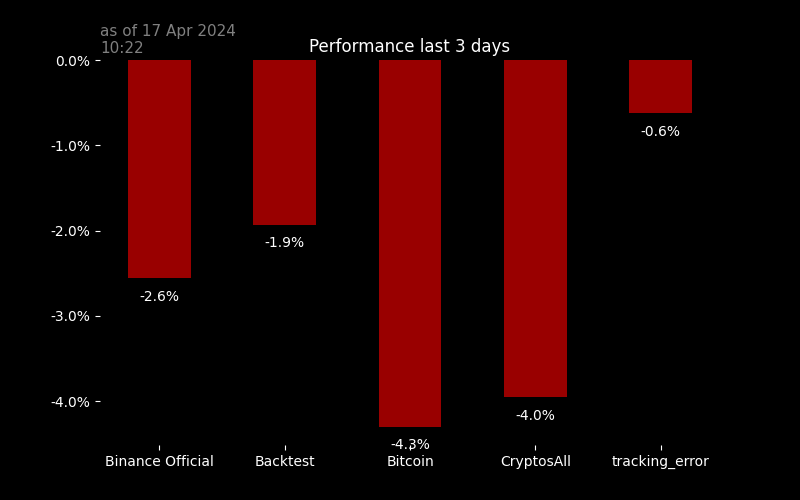 as of 17 Apr 2024
10:22
Performance last 3 days
0.0%
-1.0%
-2.0%
-3.0%
-4.0%
-2.6%
-1.9%
-4.3%
-4.0%
-0.6%
Binance Official
Backtest
Bitcoin
CryptosAll
tracking_error